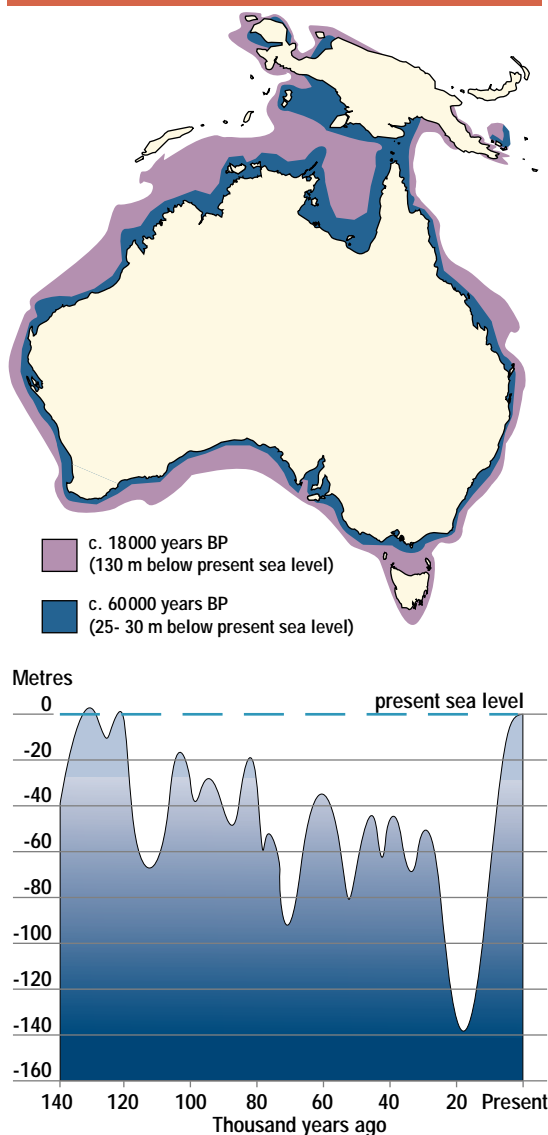 c. 18000 years BP
(130 m below present sea level)
c. 60000 years BP
(25- 30 m below present sea level)
Metres
present sea level
0
-20
-40
-60
-80
-100
-120
-140
-160
140 120 100 80 60 40 20 Present
Thousand years ago